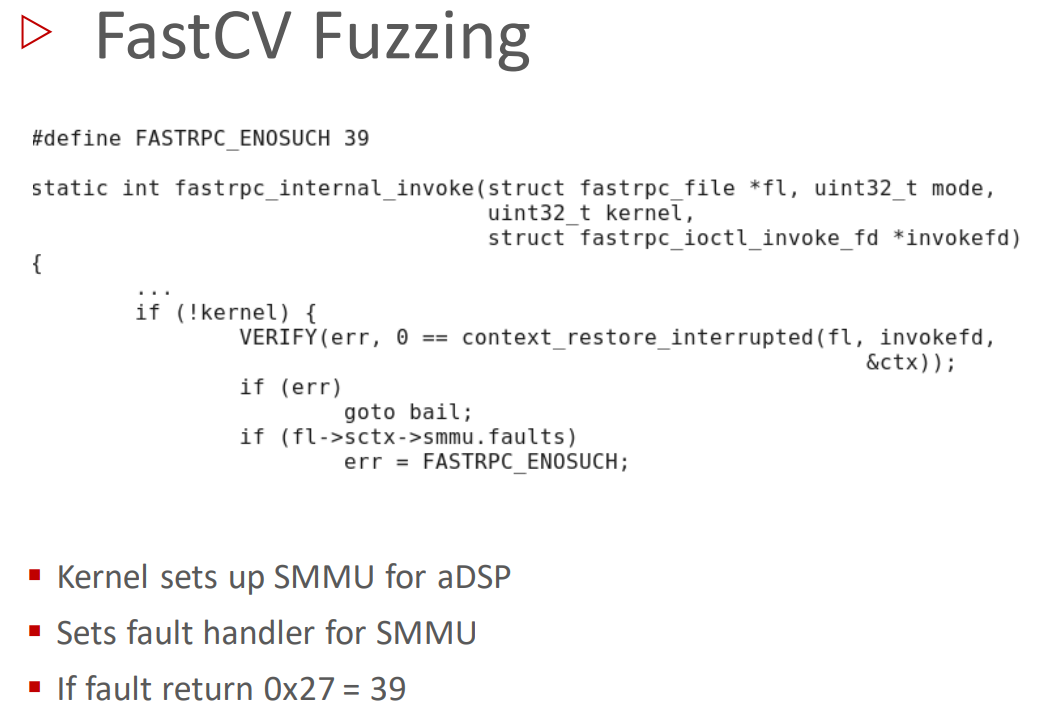 FastCV Fuzzing
#define FASTRPC_ENOSUCH 39
static int fastrpc_internal_invoke(struct fastrpc_file *fl, uint32_t mode,
uint32_t kernel,
struct fastrpc_ioctl_invoke_fd *invokefd)
{
...
if (!kernel) {
VERIFY(err, 0 == context_restore_interrupted(fl, invokefd,
&ctx));
if (err)
goto bail;
if (fl->sctx->smmu.faults)
err = FASTRPC_ENOSUCH;
Kernel sets up SMMU for aDSP
Sets fault handler for SMMU
If fault return 0x27 = 39